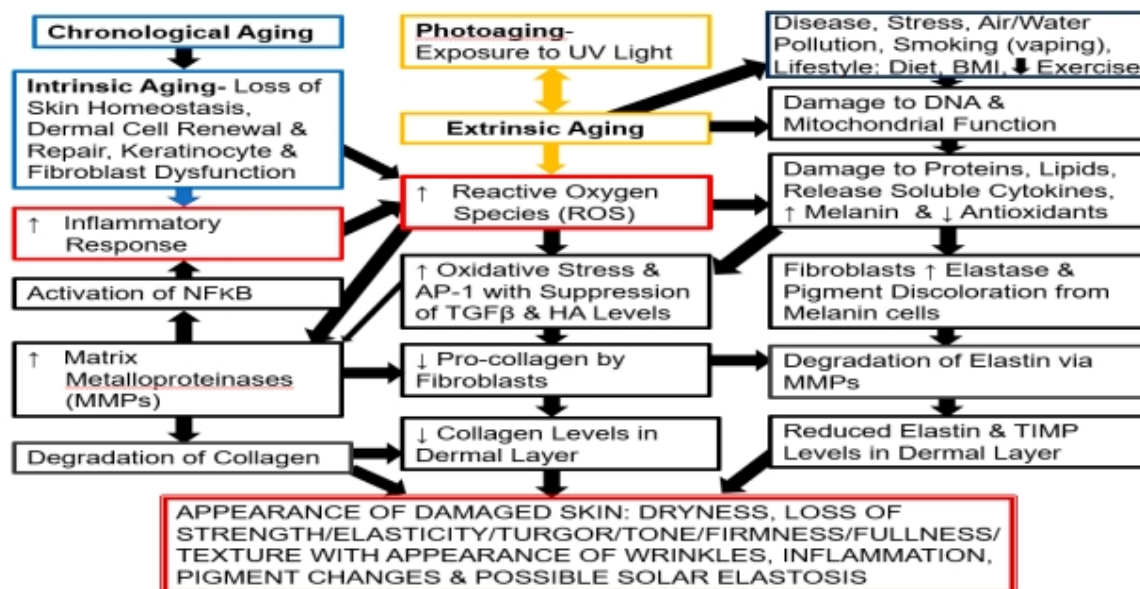 Chronological Aging
Intrinsic Aging- Loss of
Skin Homeostasis,
Dermal Cell Renewal &
Repair, Keratinocyte &
Fibroblast Dysfunction
↑ Inflammatory
Response
Activation of NFκB
↑ Matrix
Metalloproteinases
(MMPs)
Degradation of Collagen
Photoaging-
Exposure to UV Light
Extrinsic Aging
↑ Reactive Oxygen
Species (ROS)
↑ Oxidative Stress &
AP-1 with Suppression
of TGFβ & HA Levels
↓ Pro-collagen by
Fibroblasts
↓ Collagen Levels in
Dermal Layer
Disease, Stress, Air/Water
Pollution, Smoking (vaping),
Lifestyle: Diet, BMI, ⬇ Exercise
Damage to DNA &
Mitochondrial Function
Damage to Proteins, Lipids,
Release Soluble Cytokines,
↑ Melanin & ↓ Antioxidants
Fibroblasts ↑ Elastase &
Pigment Discoloration from
Melanin cells
Degradation of Elastin via
MMPs
Reduced Elastin & TIMP
Levels in Dermal Layer
APPEARANCE OF DAMAGED SKIN: DRYNESS, LOSS OF
STRENGTH/ELASTICITY/TURGOR/TONE/FIRMNESS/FULLNESS/
TEXTURE WITH APPEARANCE OF WRINKLES, INFLAMMATION,
PIGMENT CHANGES & POSSIBLE SOLAR ELASTOSIS